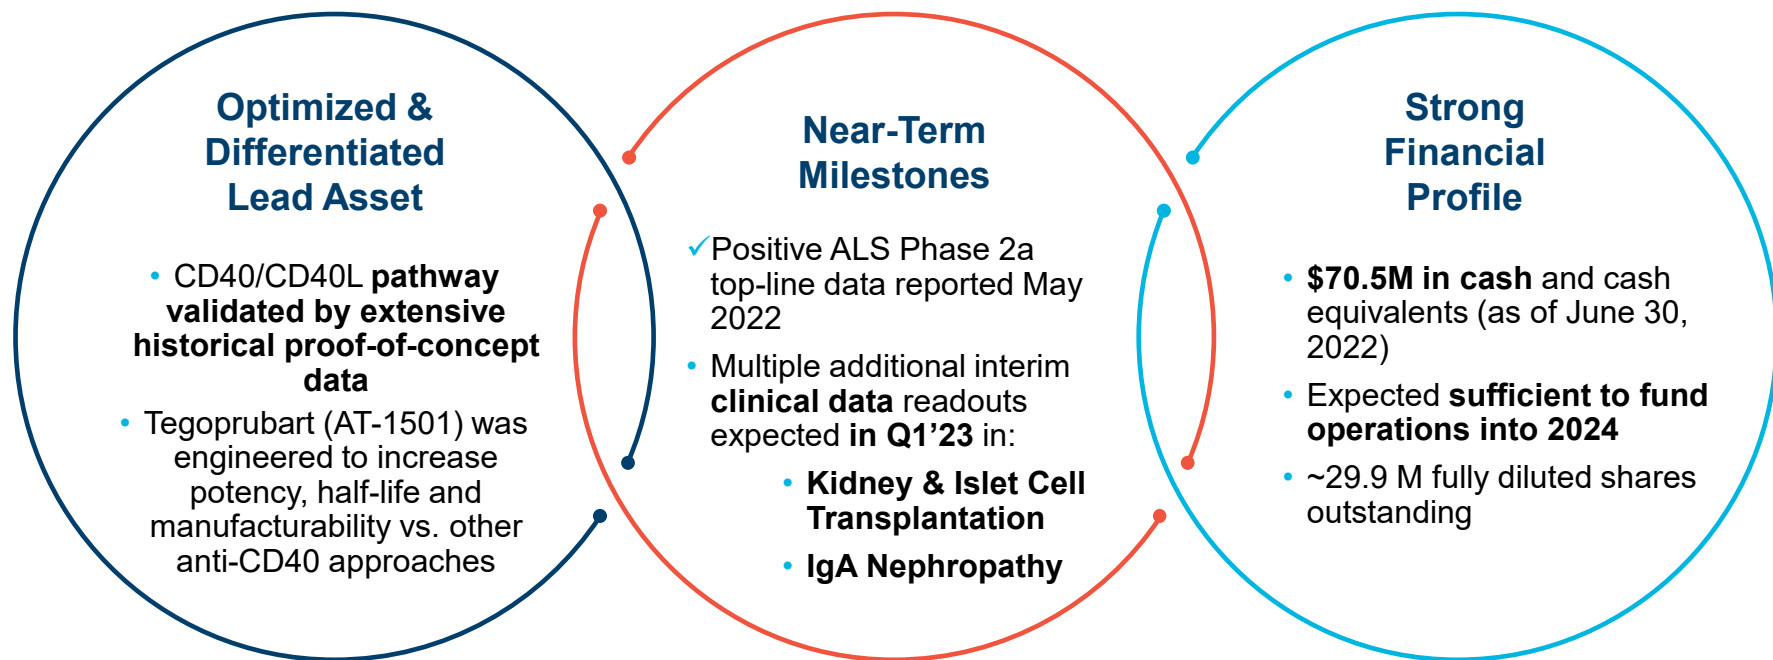 Optimized &
Differentiated
Lead Asset
• CD40/CD40L pathway
validated by extensive
historical proof-of-concept
data
• Tegoprubart (AT-1501) was
engineered to increase
potency, half-life and
manufacturability vs. other
anti-CD40 approaches
Near-Term
Milestones
✓Positive ALS Phase 2a
top-line data reported May
2022
• Multiple additional interim
clinical data readouts
expected in Q1’23 in:
• Kidney & Islet Cell
Transplantation
• IgA Nephropathy
Strong
Financial
Profile
• $70.5M in cash and cash
equivalents (as of June 30,
2022)
• Expected sufficient to fund
operations into 2024
• ~29.9 M fully diluted shares
outstanding